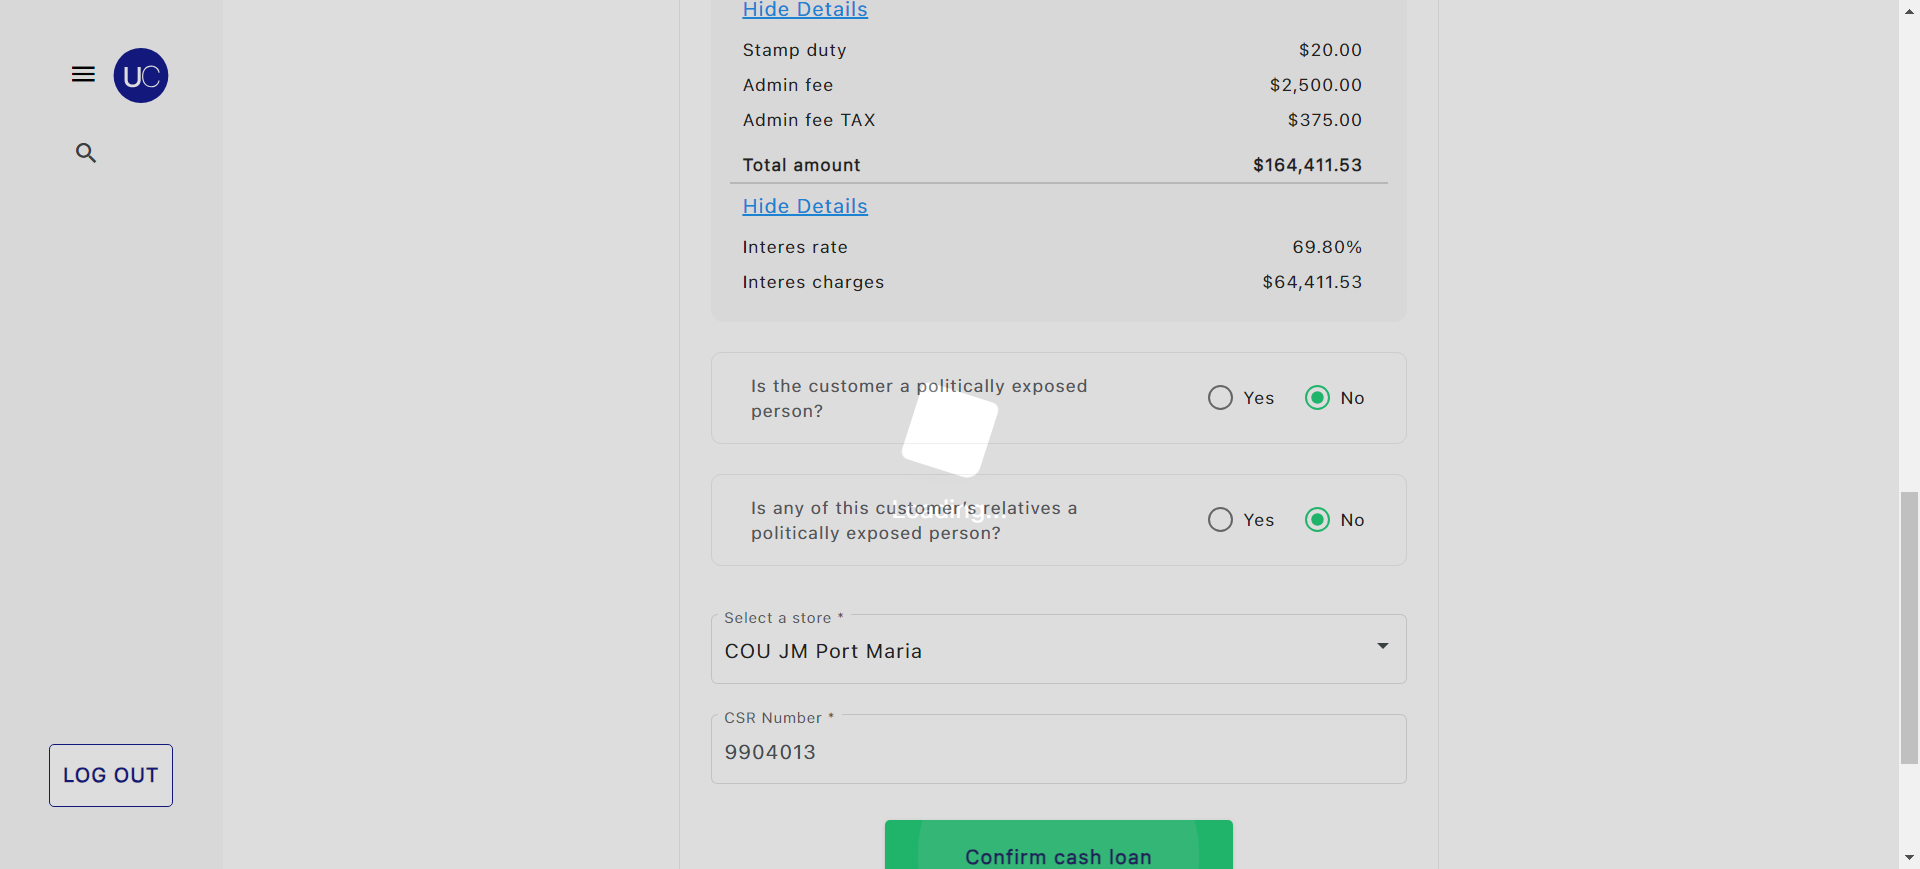 Hide Details
UC
Stamp duty $20.00
Admin fee $2,500.00
Admin fee TAX $375.00
Total amount $164,411.53
Hide Details
Interes rate 69.80%
Interes charges $64,411.53
Is the customer a politically exposed
person?
Yes No
Loading...
Is any of this customer's relatives a
politically exposed person?
Yes No
Select a store *
COU JM Port Maria
CSR Number *
9904013
LOG OUT
Confirm cash loan